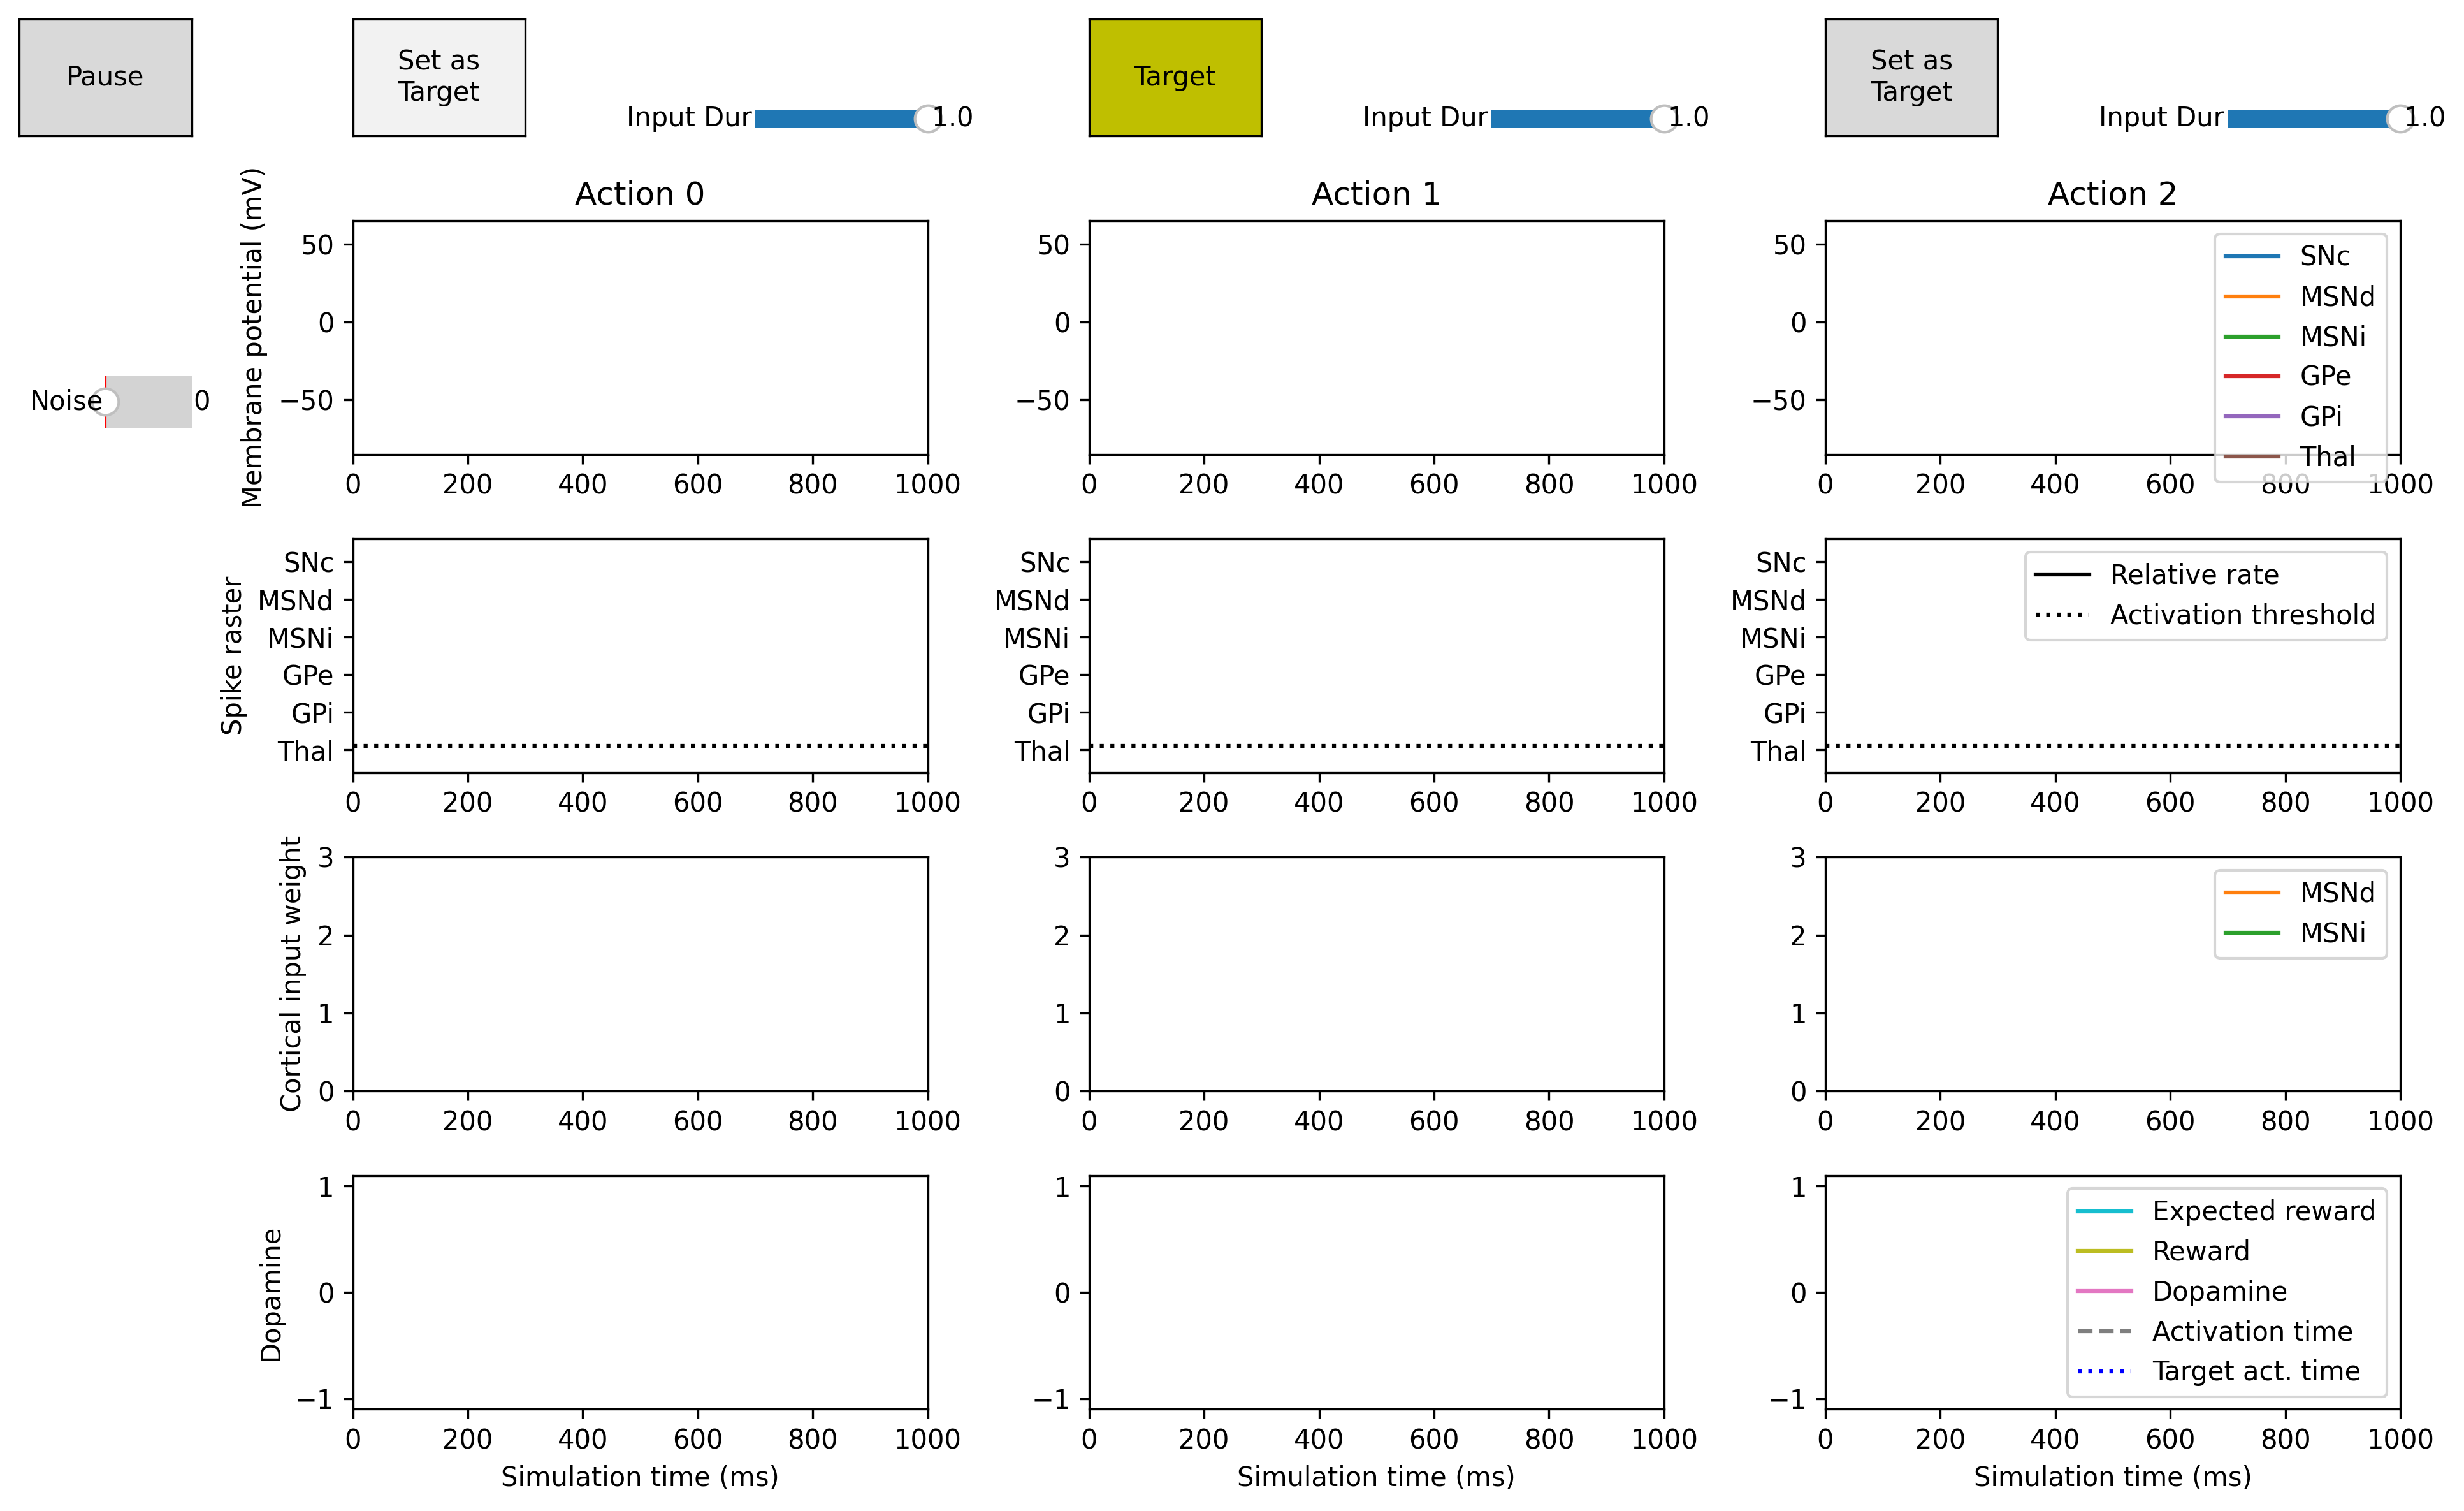 Pause
Set as
Target
Input Dur 1.0
Target
Input Dur 1.0
Set as
Target
Input Dur 1.0
Noise 0
Action 0
Membrane potential (mV)
50
0
−50
0 200 400 600 800 1000
Action 1
50
0
−50
0 200 400 600 800 1000
Action 2
50
0
−50
0 200 400 600 800 1000
SNc
MSNd
MSNi
GPe
GPi
Thal
Spike raster
SNc
MSNd
MSNi
GPe
GPi
Thal
0 200 400 600 800 1000
SNc
MSNd
MSNi
GPe
GPi
Thal
0 200 400 600 800 1000
SNc
MSNd
MSNi
GPe
GPi
Thal
0 200 400 600 800 1000
Relative rate
Activation threshold
Cortical input weight
3
2
1
0
0 200 400 600 800 1000
3
2
1
0
0 200 400 600 800 1000
3
2
1
0
0 200 400 600 800 1000
MSNd
MSNi
Dopamine
1
0
−1
0 200 400 600 800 1000
Simulation time (ms)
1
0
−1
0 200 400 600 800 1000
Simulation time (ms)
1
0
−1
0 200 400 600 800 1000
Simulation time (ms)
Expected reward
Reward
Dopamine
Activation time
Target act. time